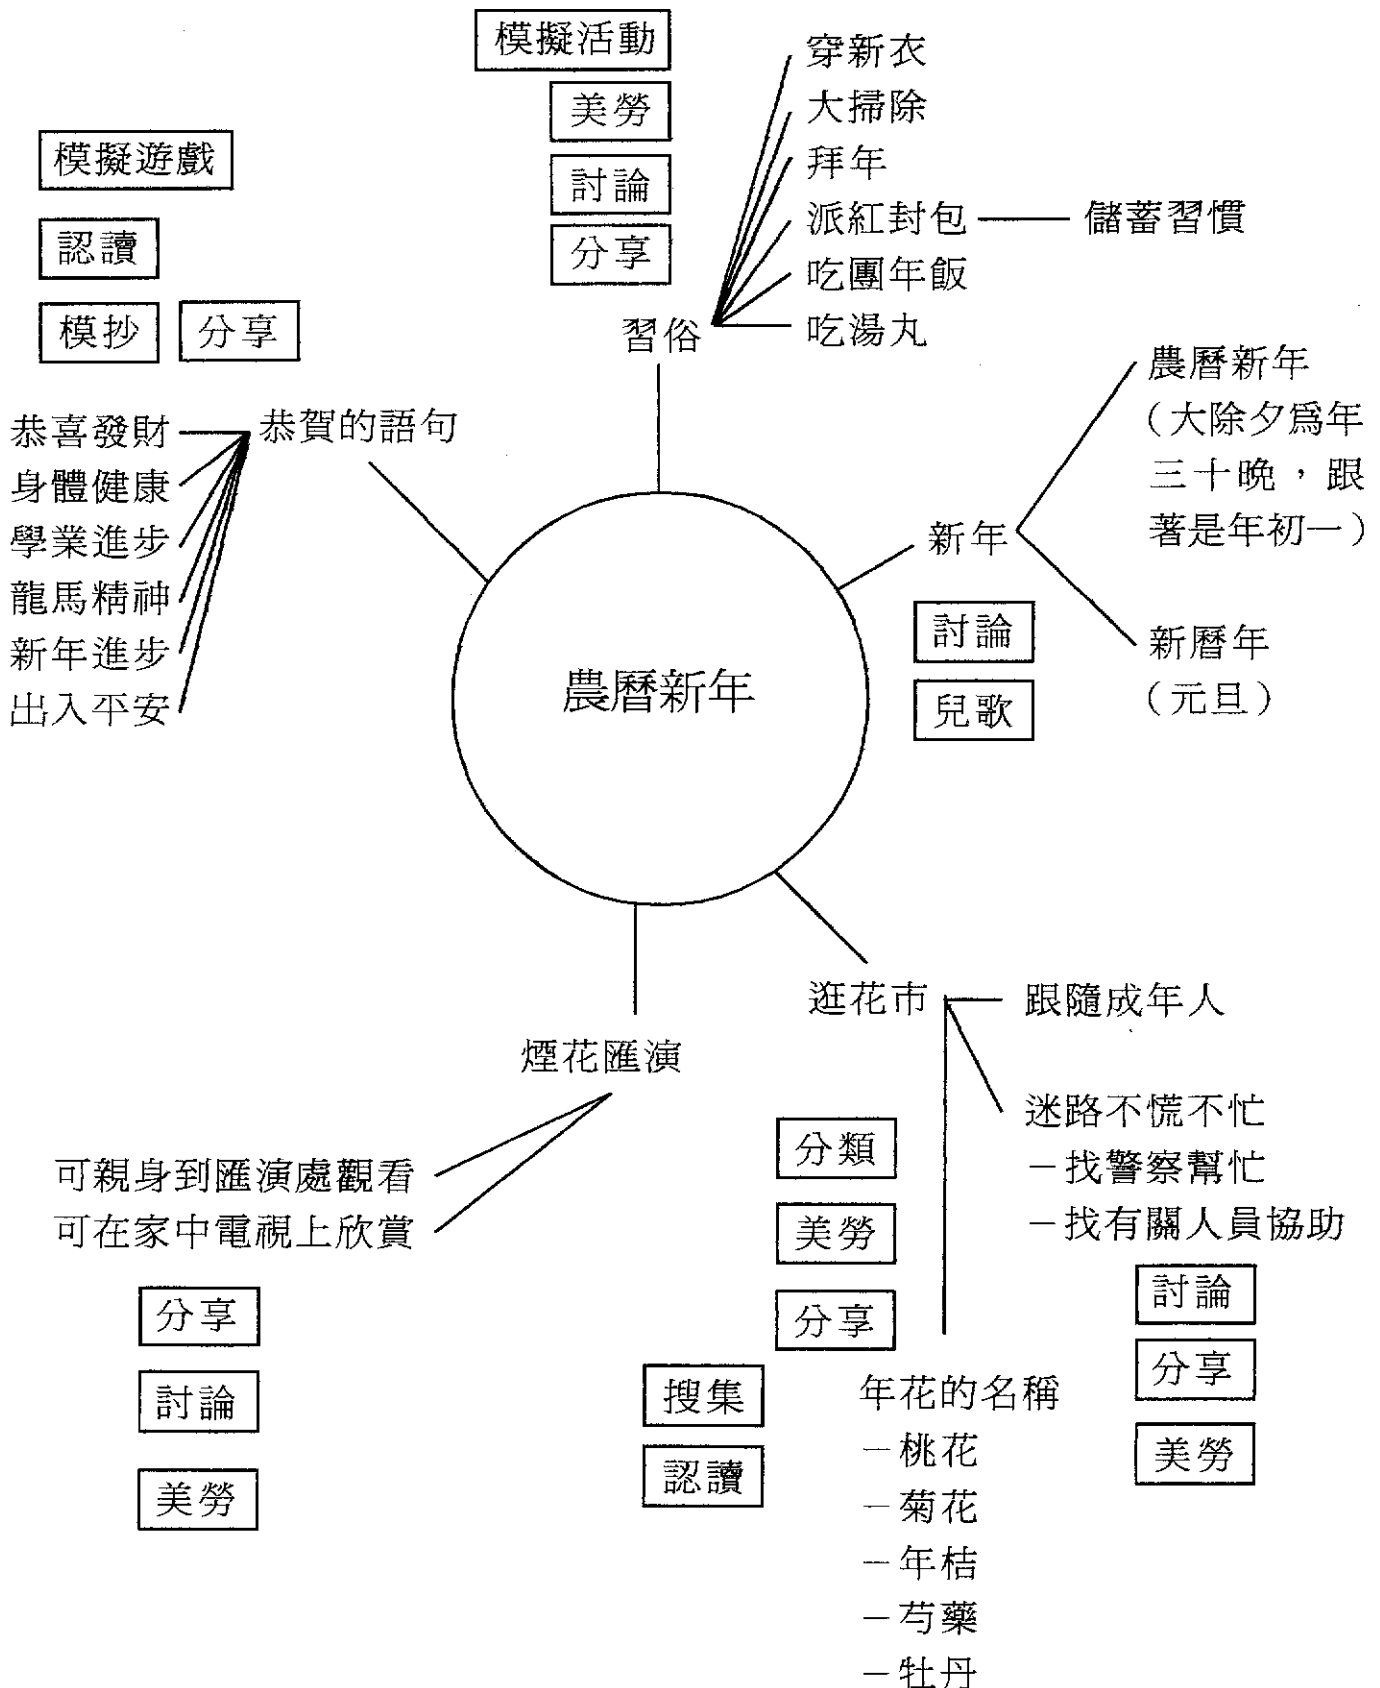 模擬活動
美勞
討論
分享
習俗
穿新衣
大掃除
拜年
派紅封包
儲蓄習慣
吃團年飯
吃湯丸
模擬遊戲
認讀
模抄
分享
恭賀的語句
恭喜發財
身體健康
學業進步
龍馬精神
新年進步
出入平安
農曆新年
新年
農曆新年
（大除夕爲年
三十晚，跟
著是年初一）
新曆年
（元旦）
討論
兒歌
逛花市
跟隨成年人
迷路不慌不忙
－找警察幫忙
－找有關人員協助
討論
分享
美勞
分類
美勞
分享
搜集
認讀
年花的名稱
－桃花
－菊花
－年桔
－芍藥
－牡丹
煙花匯演
可親身到匯演處觀看
可在家中電視上欣賞
分享
討論
美勞